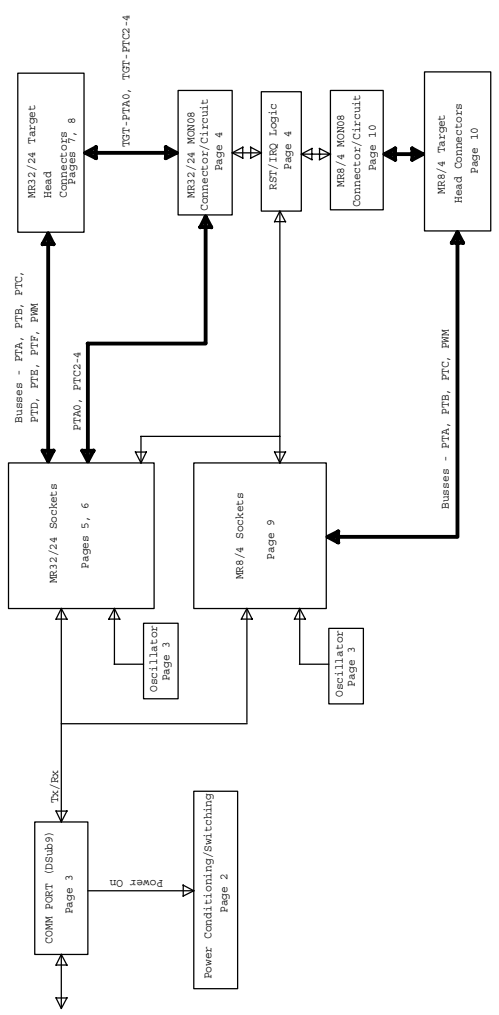 COMM PORT (DSub9)
Page 3
Tx/Rx
Power On
Power Conditioning/Switching
Page 2
Oscillator
Page 3
Oscillator
Page 3
MR32/24 Sockets
Pages 5, 6
MR8/4 Sockets
Page 9
Busses - PTA, PTB, PTC,
PTD, PTE, PTF, PWM
PTA0, PTC2-4
Busses - PTA, PTB, PTC, PWM
MR32/24 Target
Head
Connectors
Pages 7, 8
TGT-PTA0, TGT-PTC2-4
MR32/24 MON08
Connector/Circuit
Page 4
RST/IRQ Logic
Page 4
MR8/4 MON08
Connector/Circuit
Page 10
MR8/4 Target
Head Connectors
Page 10